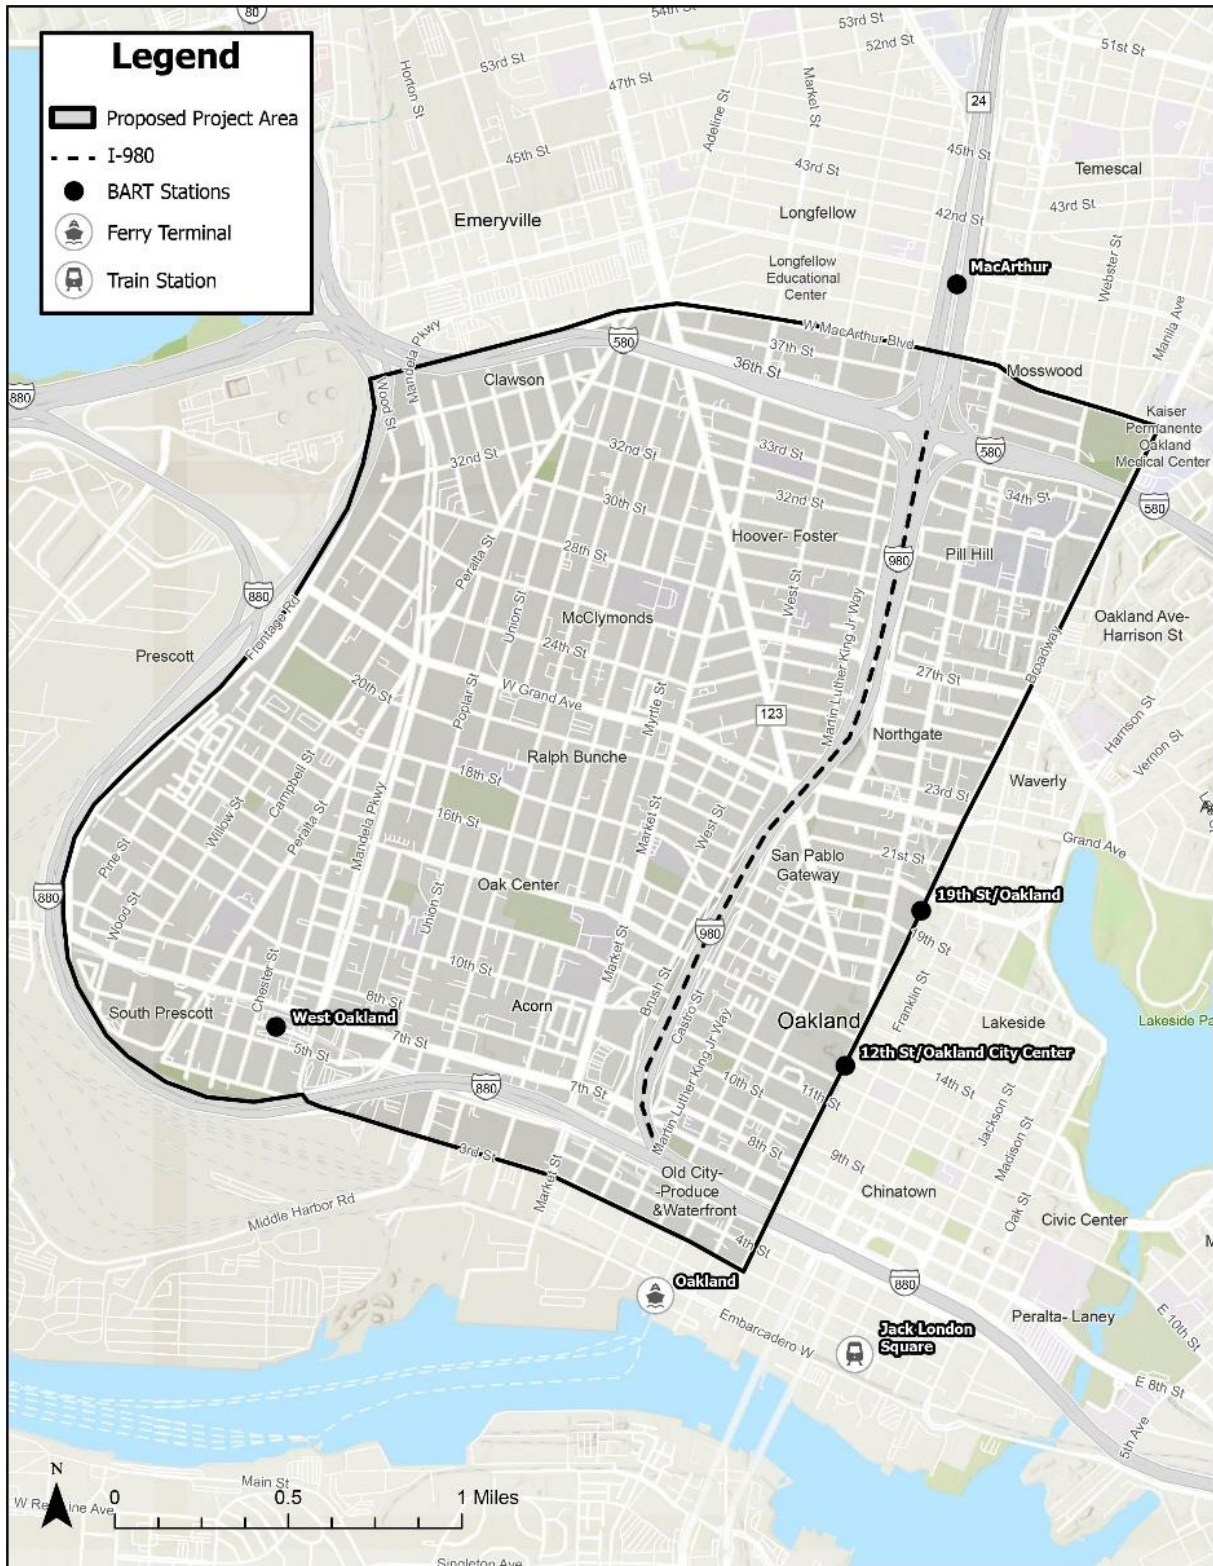 Legend
Proposed Project Area
I-980
BART Stations
Ferry Terminal
Train Station
80
54th St
53rd St
52nd St
51st St
53rd St
Horton St
47th St
Market St
Adeline St
24
45th St
43rd St
45th St
Temescal
Emeryville
Longfellow
42nd St
43rd St
Longfellow
Educational
Center
MacArthur
Webster St
Manila Ave
Mandela Pkwy
580
W MacArthur Blvd
37th St
36th St
Mosswood
880
Wood St
Clawson
Kaiser
Permanente
Oakland
Medical Center
32nd St
32nd St
33rd St
580
30th St
32nd St
34th St
580
Hoover- Foster
Peralta St
28th St
980
Pill Hill
880
Union St
McClymonds
West St
Martin Luther King Jr Way
Oakland Ave-
Harrison St
Frontage Rd
Prescott
24th St
27th St
Broadway
20th St
Poplar St
W Grand Ave
Myrtle St
123
Harrison St
Northgate
Vernon St
Ralph Bunche
18th St
Waverly
Campbell St
Willow St
Peralta St
Mandela Pkwy
16th St
Market St
West St
23rd St
Grand Ave
Pine St
21st St
San Pablo
Gateway
880
Oak Center
19th St/Oakland
Wood St
Union St
980
19th St
Market St
10th St
Chester St
Brush St
8th St
Acorn
Castro St
Franklin St
South Prescott
West Oakland
Oakland
Lakeside
Lakeside Pa
5th St
7th St
Martin Luther King Jr Way
12th St/Oakland City Center
880
7th St
10th St
11th St
14th St
Jackson St
Madison St
3rd St
8th St
9th St
Market St
Old City-
-Produce
&Waterfront
Chinatown
Oak St
Middle Harbor Rd
Civic Center
4th St
Oakland
880
Embarcadero W
Jack London
Square
Peralta- Laney
E 10th St
E 8th St
5th Ave
N
Main St
0 0.5 1 Miles
Singleton Ave